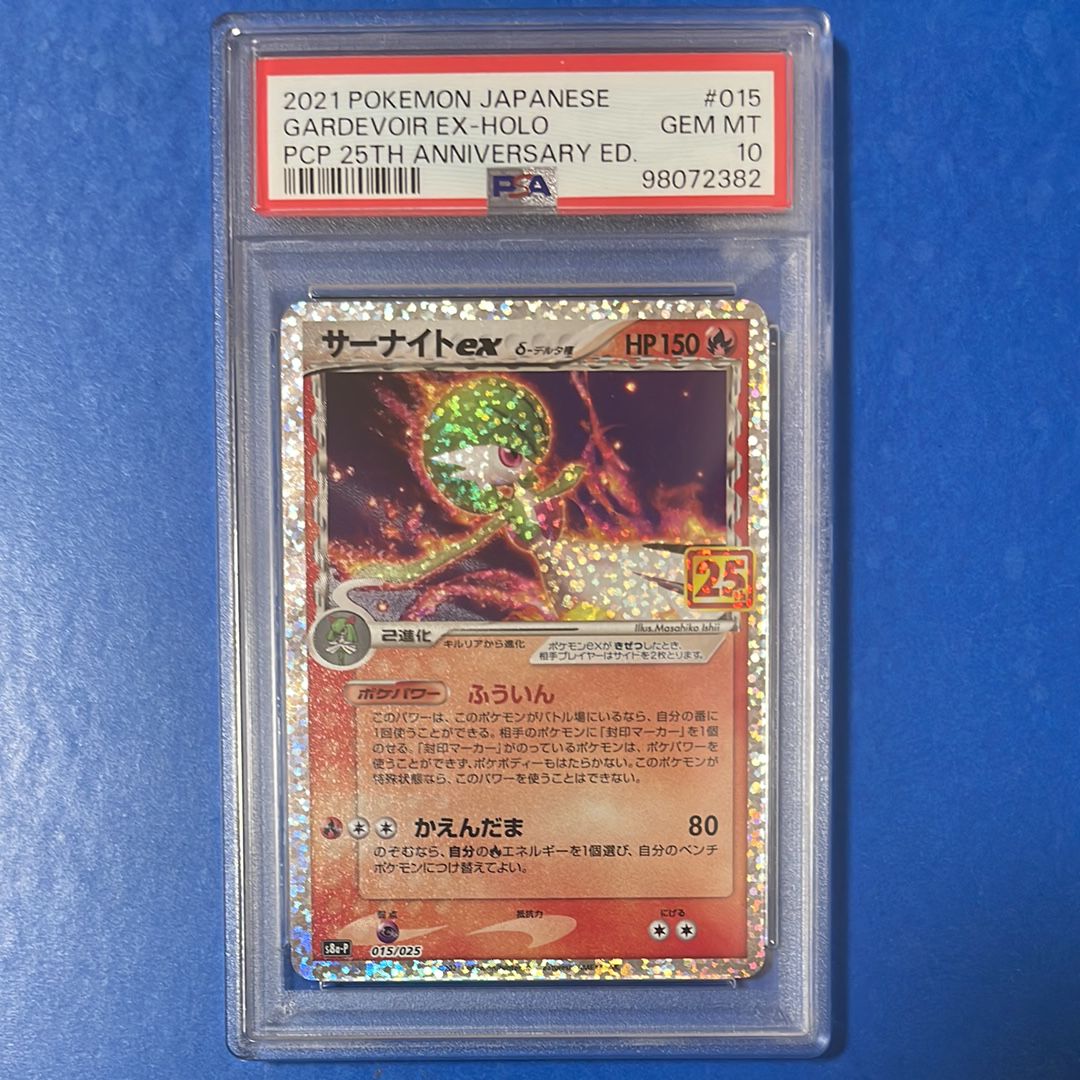 2021 POKEMON JAPANESE #015
GARDEVOIR EX-HOLO GEM MT
PCP 25TH ANNIVERSARY ED. 10
PSA 98072382
サーナイトex δ-デルタ種 HP150
25th
2進化 キルリアから進化
Illus.Masahiko Ishii
ポケモンexがきぜつしたとき、
相手プレイヤーはサイドを2枚とります。
ポケパワー ふういん
このパワーは、このポケモンがバトル場にいるなら、自分の番に
1回使うことができる。相手のポケモンに「封印マーカー」を1個
のせる。「封印マーカー」がのっているポケモンは、ポケパワーを
使うことができず、ポケボディーもはたらかない。このポケモンが
特殊状態なら、このパワーを使うことはできない。
かえんだま 80
のぞむなら、自分のエネルギーを1個選び、自分のベンチ
ポケモンにつけ替えてよい。
弱点 抵抗力 にげる
s8a-P 015/025